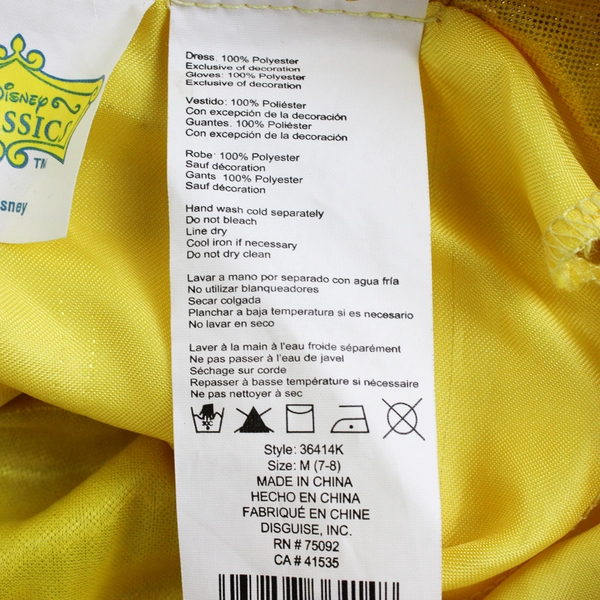 Disney
ASSICS
TM
sney
Dress: 100% Polyester
Exclusive of decoration
Gloves: 100% Polyester
Exclusive of decoration
Vestido: 100% Poliéster
Con excepción de la decoración
Guantes: 100% Poliéster
Con excepción de la decoración
Robe: 100% Polyester
Sauf décoration
Gants 100% Polyester
Sauf décoration
Hand wash cold separately
Do not bleach
Line dry
Cool iron if necessary
Do not dry clean
Lavar a mano por separado con agua fría
No utilizar blanqueadores
Secar colgada
Planchar a baja temperatura si es necesario
No lavar en seco
Laver à la main à l'eau froide séparément
Ne pas passer à l'eau de javel
Séchage sur corde
Repasser à basse température si nécessaire
Ne pas nettoyer à sec
Style: 36414K
Size: M (7-8)
MADE IN CHINA
HECHO EN CHINA
FABRIQUÉ EN CHINE
DISGUISE, INC.
RN # 75092
CA # 41535